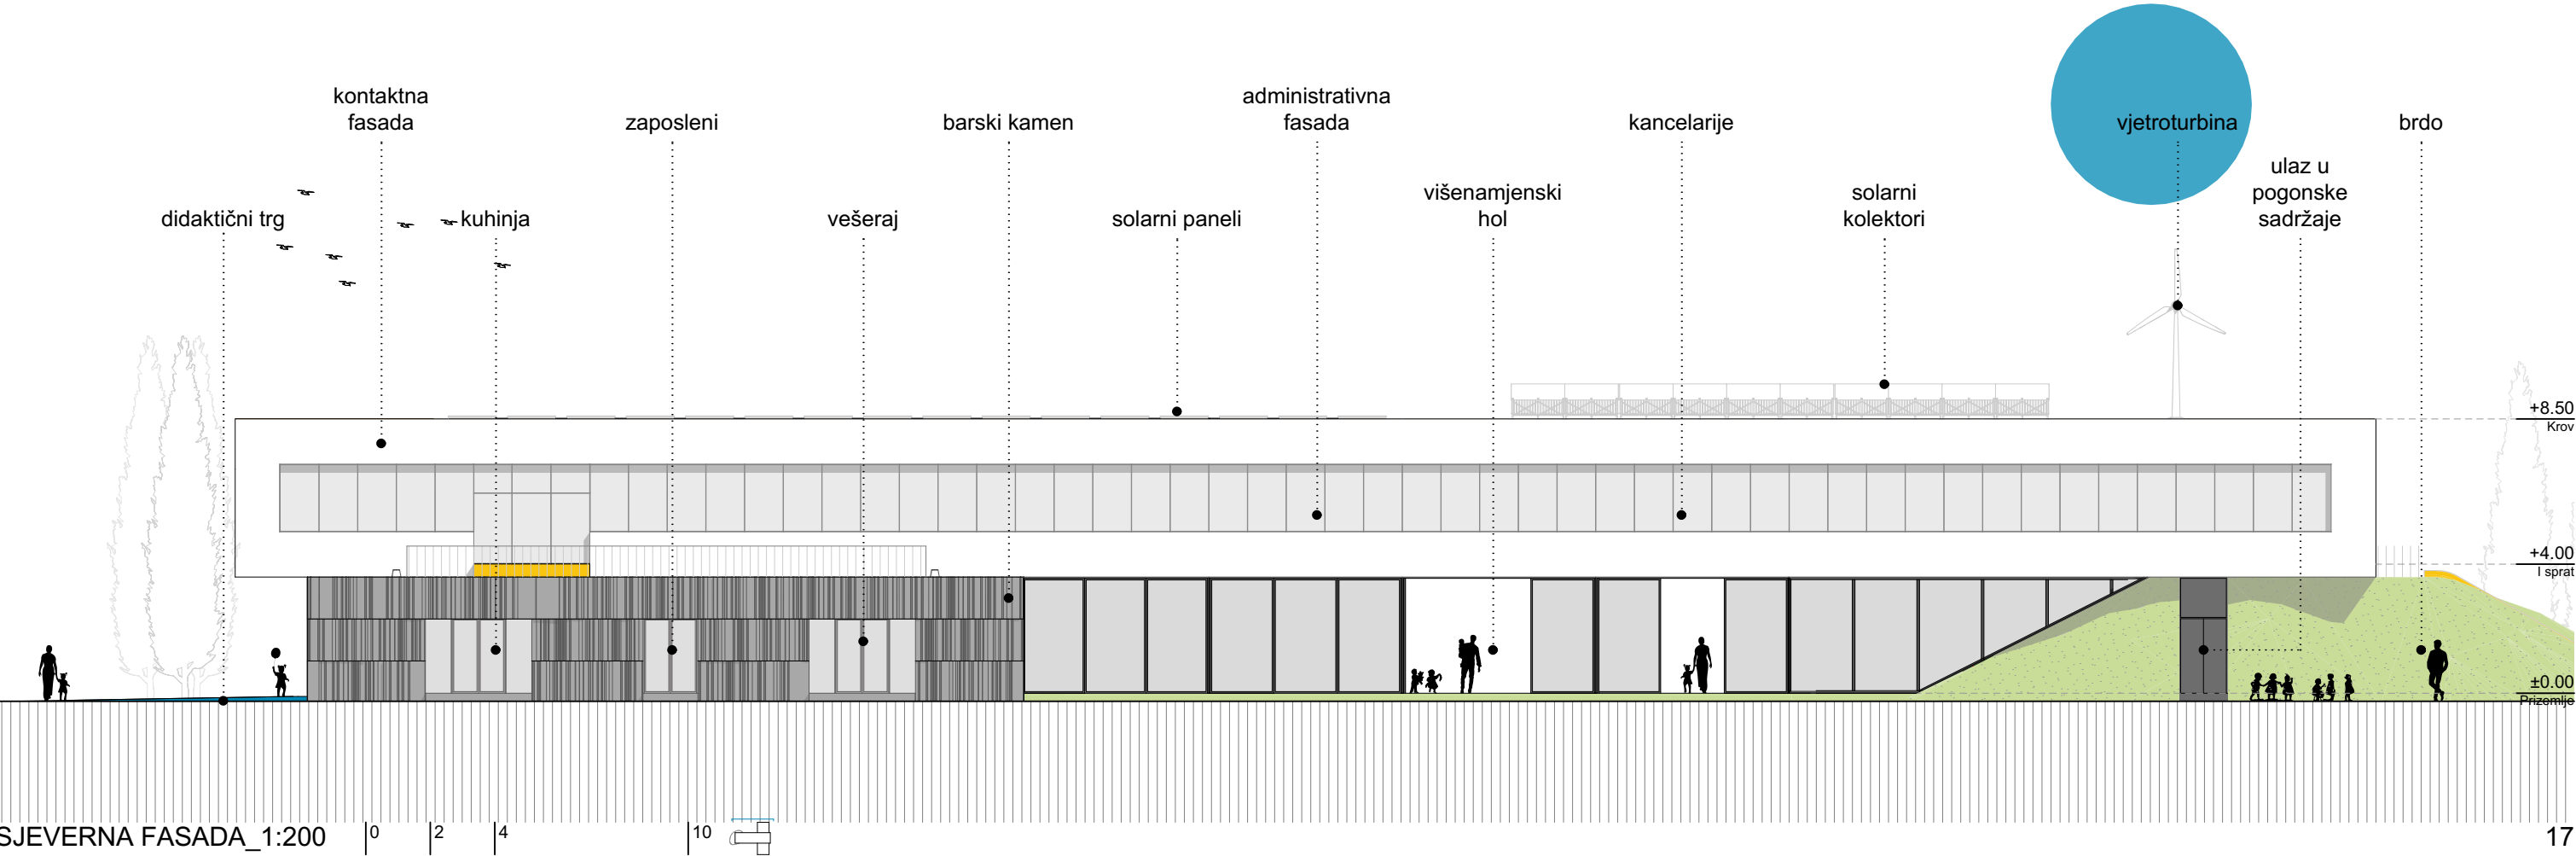 kontaktna
fasada
zaposleni
barski kamen
administrativna
fasada
kancelarije
vjetroturbina
brdo
didaktični trg
kuhinja
vešeraj
solarni paneli
višenamjenski
hol
solarni
kolektori
ulaz u
pogonske
sadržaje
+8.50
Krov
+4.00
I sprat
±0.00
Prizemlje
SJEVERNA FASADA_1:200
0 2 4 10
17